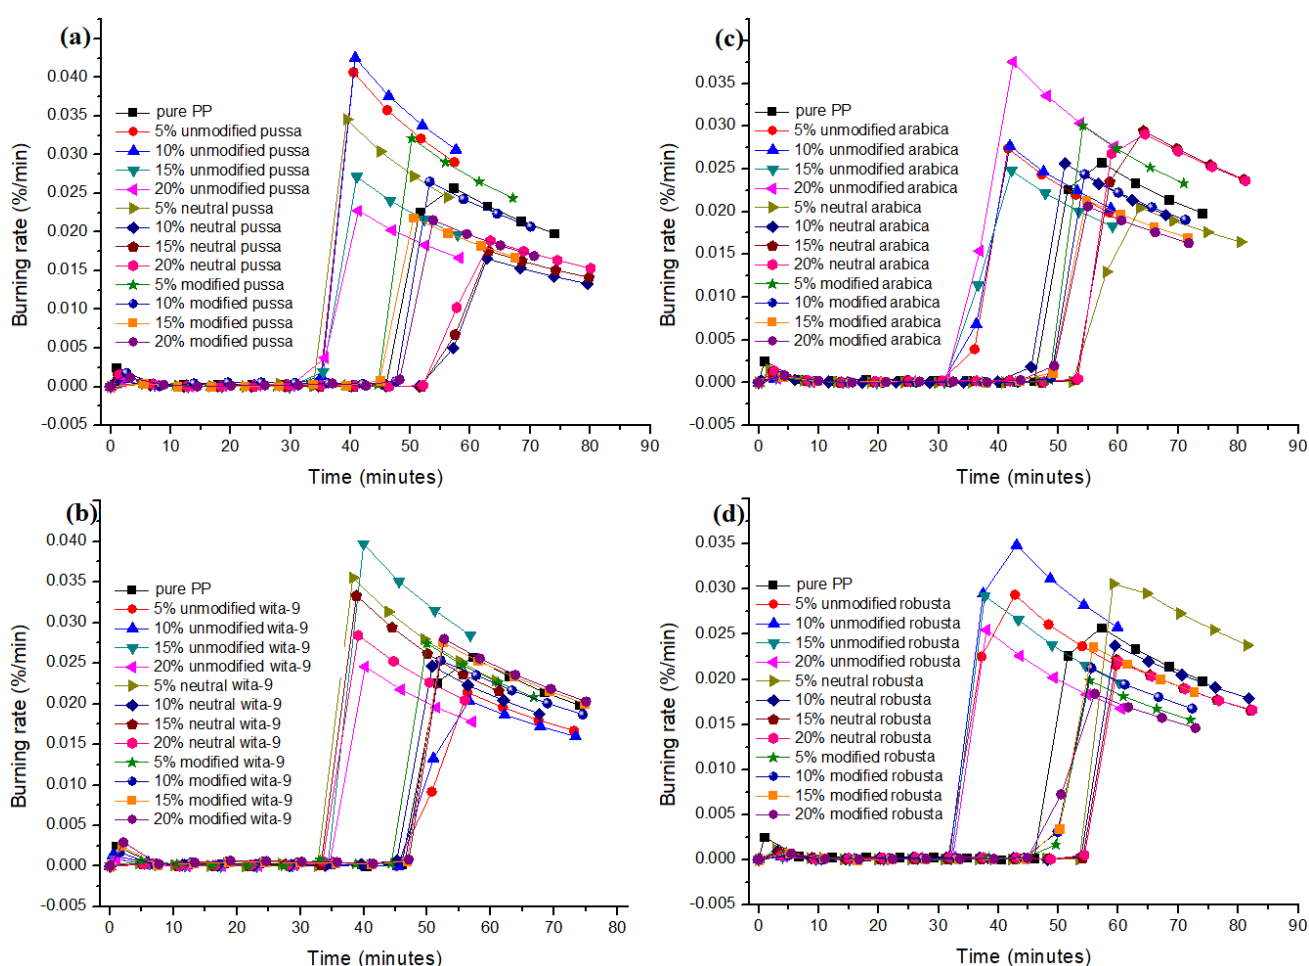 (a)
Burning rate (%/min)
0.040
0.035
0.030
0.025
0.020
0.015
0.010
0.005
0.000
-0.005
pure PP
5% unmodified pussa
10% unmodified pussa
15% unmodified pussa
20% unmodified pussa
5% neutral pussa
10% neutral pussa
15% neutral pussa
20% neutral pussa
5% modified pussa
10% modified pussa
15% modified pussa
20% modified pussa
0 10 20 30 40 50 60 70 80 90
Time (minutes)
(c)
Burning rate (%/min)
0.035
0.030
0.025
0.020
0.015
0.010
0.005
0.000
-0.005
pure PP
5% unmodified arabica
10% unmodified arabica
15% unmodified arabica
20% unmodified arabica
5% neutral arabica
10% neutral arabica
15% neutral arabica
20% neutral arabica
5% modified arabica
10% modified arabica
15% modified arabica
20% modified arabica
0 10 20 30 40 50 60 70 80 90
Time (minutes)
(b)
Burning rate (%/min)
0.040
0.035
0.030
0.025
0.020
0.015
0.010
0.005
0.000
-0.005
pure PP
5% unmodified wita-9
10% unmodified wita-9
15% unmodified wita-9
20% unmodified wita-9
5% neutral wita-9
10% neutral wita-9
15% neutral wita-9
20% neutral wita-9
5% modified wita-9
10% modified wita-9
15% modified wita-9
20% modified wita-9
0 10 20 30 40 50 60 70 80
Time (minutes)
(d)
Burning rate (%/min)
0.035
0.030
0.025
0.020
0.015
0.010
0.005
0.000
-0.005
pure PP
5% unmodified robusta
10% unmodified robusta
15% unmodified robusta
20% unmodified robusta
5% neutral robusta
10% neutral robusta
15% neutral robusta
20% neutral robusta
5% modified robusta
10% modified robusta
15% modified robusta
20% modified robusta
0 10 20 30 40 50 60 70 80 90
Time (minutes)